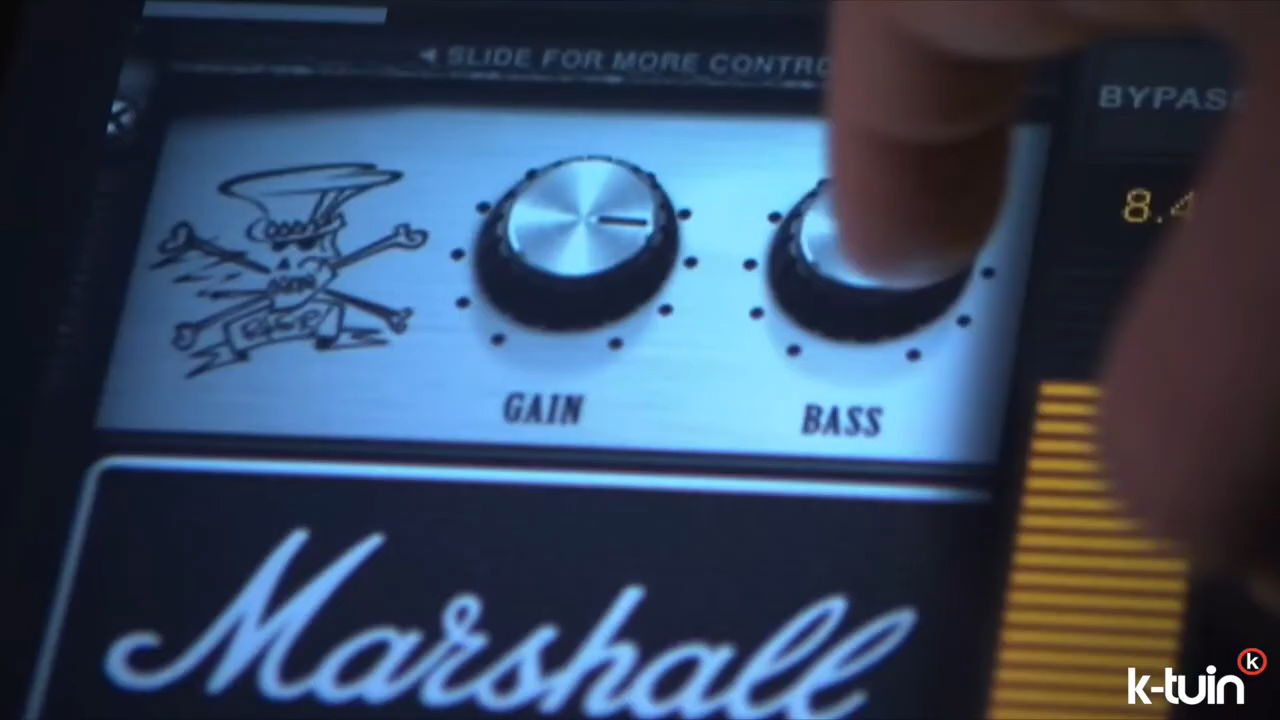 ◀ SLIDE FOR MORE CONTRO
BYPAS
8.4
GAIN
BASS
Marshall
k-tuin k